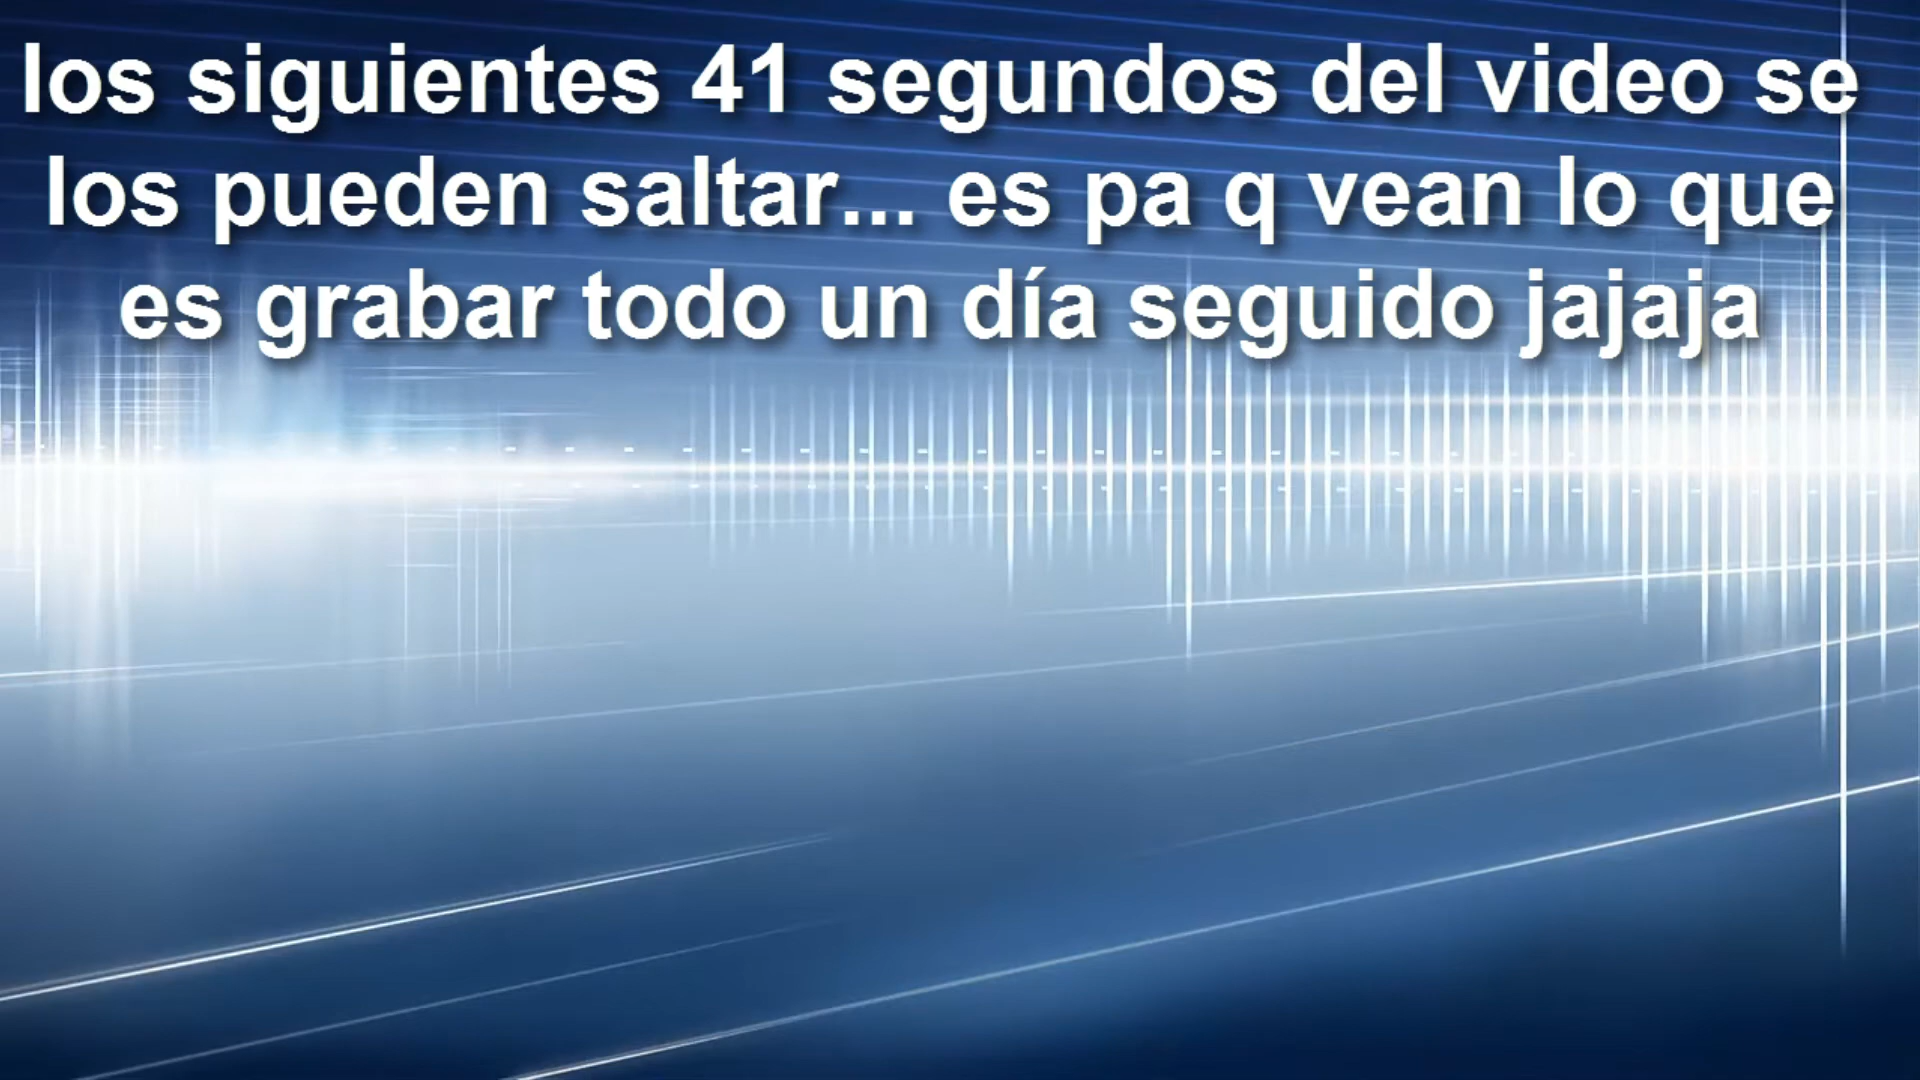 los siguientes 41 segundos del video se
los pueden saltar... es pa q vean lo que
es grabar todo un día seguido jajaja